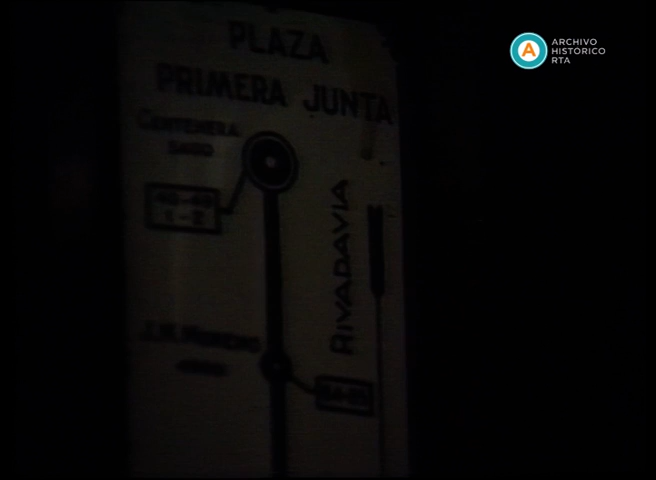 PLAZA
PRIMERA JUNTA
CENTENERA
RIVADAVIA
J.M. MORENO
A
ARCHIVO
HISTORICO
RTA